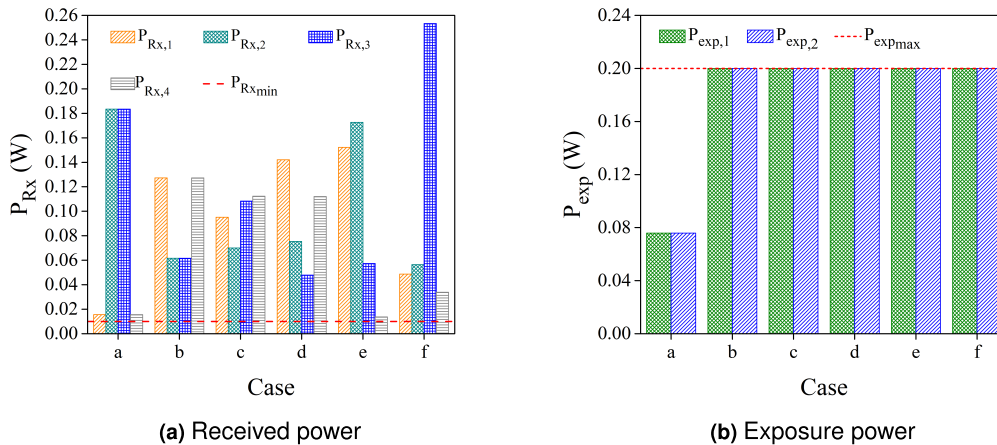 P_Rx (W)
0.26
0.24
0.22
0.20
0.18
0.16
0.14
0.12
0.10
0.08
0.06
0.04
0.02
0.00
P_Rx,1 P_Rx,2 P_Rx,3
P_Rx,4 P_Rx_min
a b c d e f
Case
(a) Received power
P_exp (W)
0.20
0.16
0.12
0.08
0.04
0.00
P_exp,1 P_exp,2 P_exp_max
a b c d e f
Case
(b) Exposure power